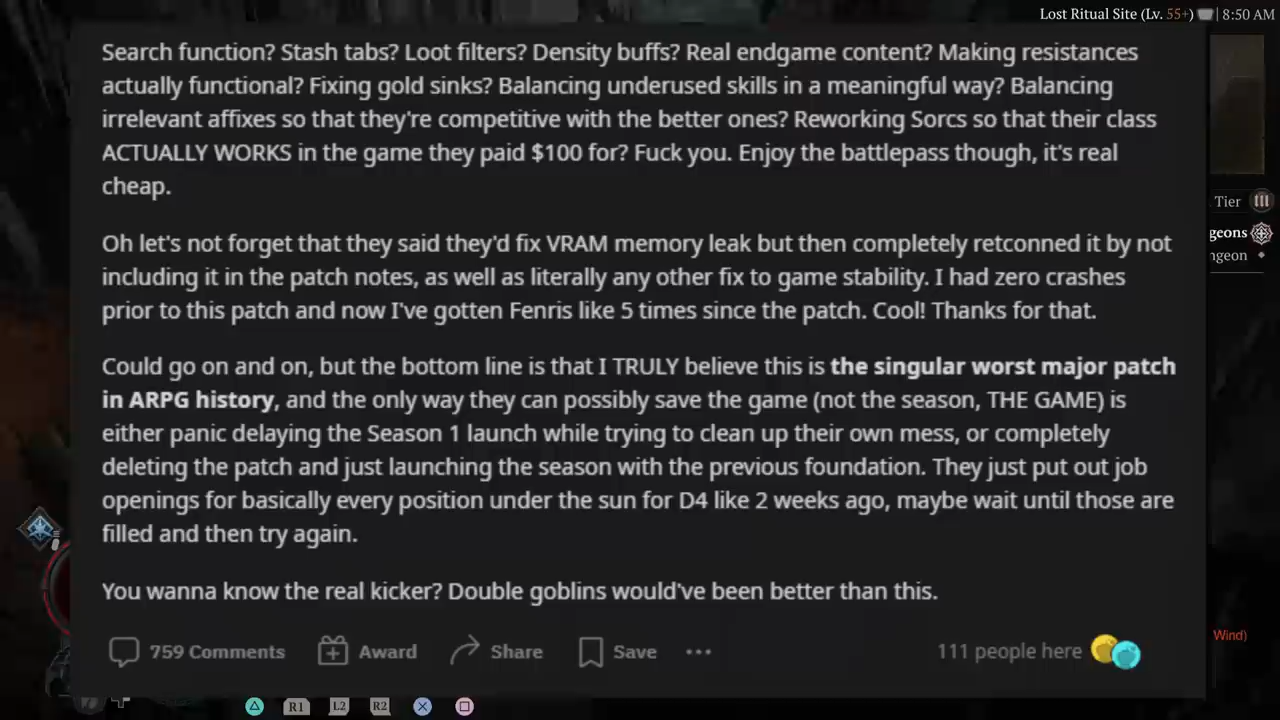 Lost Ritual Site (Lv. 55+) 8:50 AM
Search function? Stash tabs? Loot filters? Density buffs? Real endgame content? Making resistances
actually functional? Fixing gold sinks? Balancing underused skills in a meaningful way? Balancing
irrelevant affixes so that they're competitive with the better ones? Reworking Sorcs so that their class
ACTUALLY WORKS in the game they paid $100 for? Fuck you. Enjoy the battlepass though, it's real
cheap.
Tier III
geons
ngeon
Oh let's not forget that they said they'd fix VRAM memory leak but then completely retconned it by not
including it in the patch notes, as well as literally any other fix to game stability. I had zero crashes
prior to this patch and now I've gotten Fenris like 5 times since the patch. Cool! Thanks for that.
Could go on and on, but the bottom line is that I TRULY believe this is the singular worst major patch
in ARPG history, and the only way they can possibly save the game (not the season, THE GAME) is
either panic delaying the Season 1 launch while trying to clean up their own mess, or completely
deleting the patch and just launching the season with the previous foundation. They just put out job
openings for basically every position under the sun for D4 like 2 weeks ago, maybe wait until those are
filled and then try again.
You wanna know the real kicker? Double goblins would've been better than this.
Wind)
759 Comments Award Share Save 111 people here
R1 L2 R2